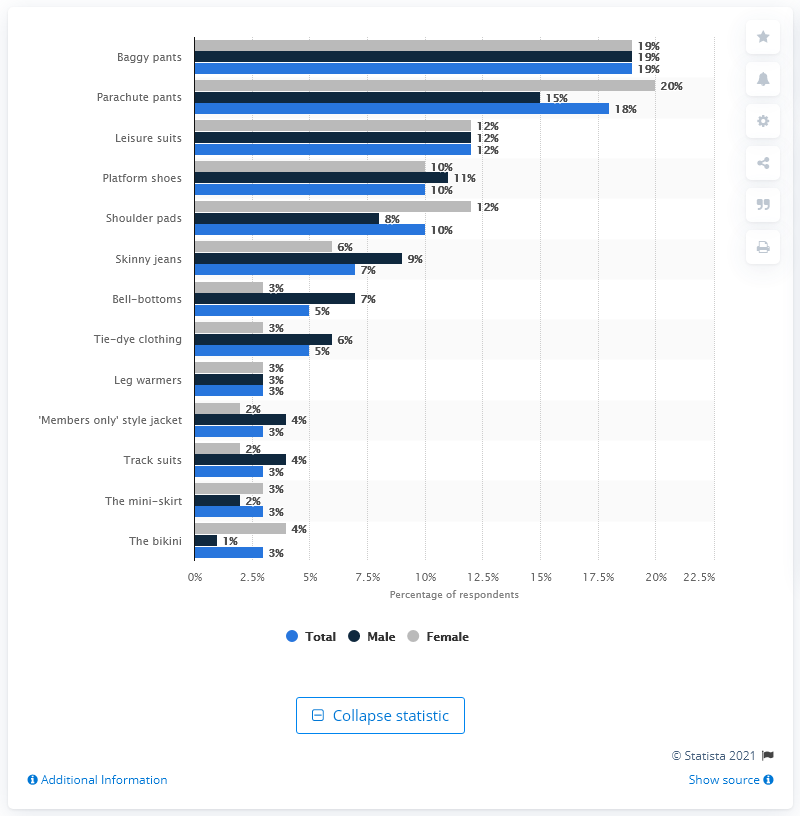 Baggy pants
19%
19%
19%
Parachute pants
20%
15%
18%
Leisure suits
12%
12%
12%
Platform shoes
10%
11%
10%
Shoulder pads
12%
8%
10%
Skinny jeans
6%
9%
7%
Bell-bottoms
3%
7%
5%
Tie-dye clothing
3%
6%
5%
Leg warmers
3%
3%
3%
'Members only' style jacket
2%
4%
3%
Track suits
2%
4%
3%
The mini-skirt
3%
2%
3%
The bikini
4%
1%
3%
0% 2.5% 5% 7.5% 10% 12.5% 15% 17.5% 20% 22.5%
Percentage of respondents
Total Male Female
Collapse statistic
© Statista 2021
Additional Information Show source